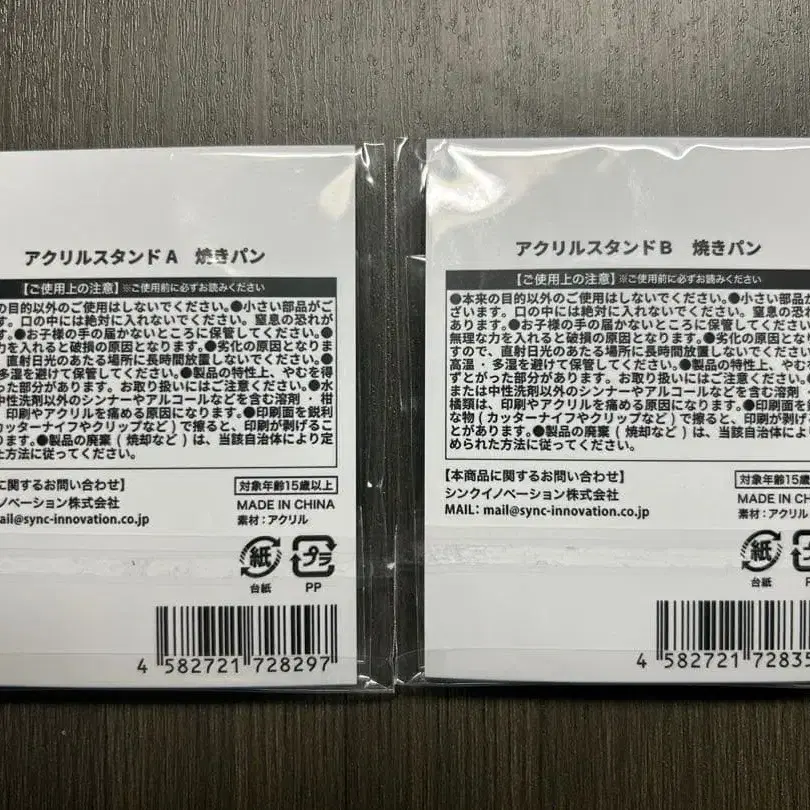 アクリルスタンドA 焼きパン
【ご使用上の注意】※ご使用前に必ずお読みください
の目的以外のご使用はしないでください。●小さい部品がご
す。口の中には絶対に入れないでください。窒息の恐れが
す。●お子様の手の届かないところに保管してください。●
力を入れると破損の原因となります。●劣化の原因となりま
直射日光のあたる場所に長時間放置しないでください。●
多湿を避けて保管してください。●製品の特性上、やむを得
った部分があります。お取り扱いにはご注意ください。●水
中性洗剤以外のシンナーやアルコールなどを含む溶剤・柑
印刷やアクリルを痛める原因になります。●印刷面を鋭利
カッターナイフやクリップなど)で擦ると、印刷が剥げるこ
ります。●製品の廃棄(焼却など)は、当該自治体により定
た方法に従ってください。
に関するお問い合わせ】
ノベーション株式会社
ail@sync-innovation.co.jp
対象年齢15歳以上
MADE IN CHINA
素材:アクリル
紙
台紙
プラ
PP
4 582721 728297
アクリルスタンドB 焼きパン
【ご使用上の注意】※ご使用前に必ずお読みください
●本来の目的以外のご使用はしないでください。●小さい部品
ざいます。口の中には絶対に入れないでください。窒息の恐
あります。●お子様の手の届かないところに保管してください
無理な力を入れると破損の原因となります。●劣化の原因とな
すので、直射日光のあたる場所に長時間放置しないでくださ
高温・多湿を避けて保管してください。●製品の特性上、やむ
ずとがった部分があります。お取り扱いにはご注意ください。
または中性洗剤以外のシンナーやアルコールなどを含む溶剤・
橘類は、印刷やアクリルを痛める原因になります。●印刷面を
な物(カッターナイフやクリップなど)で擦ると、印刷が剥げ
とがあります。●製品の廃棄(焼却など)は、当該自治体によ
められた方法に従ってください。
【本商品に関するお問い合わせ】
シンクイノベーション株式会社
MAIL: mail@sync-innovation.co.jp
対象年齢15歳
MADE IN CH
素材:アクリル
紙
台紙
4 582721 72835